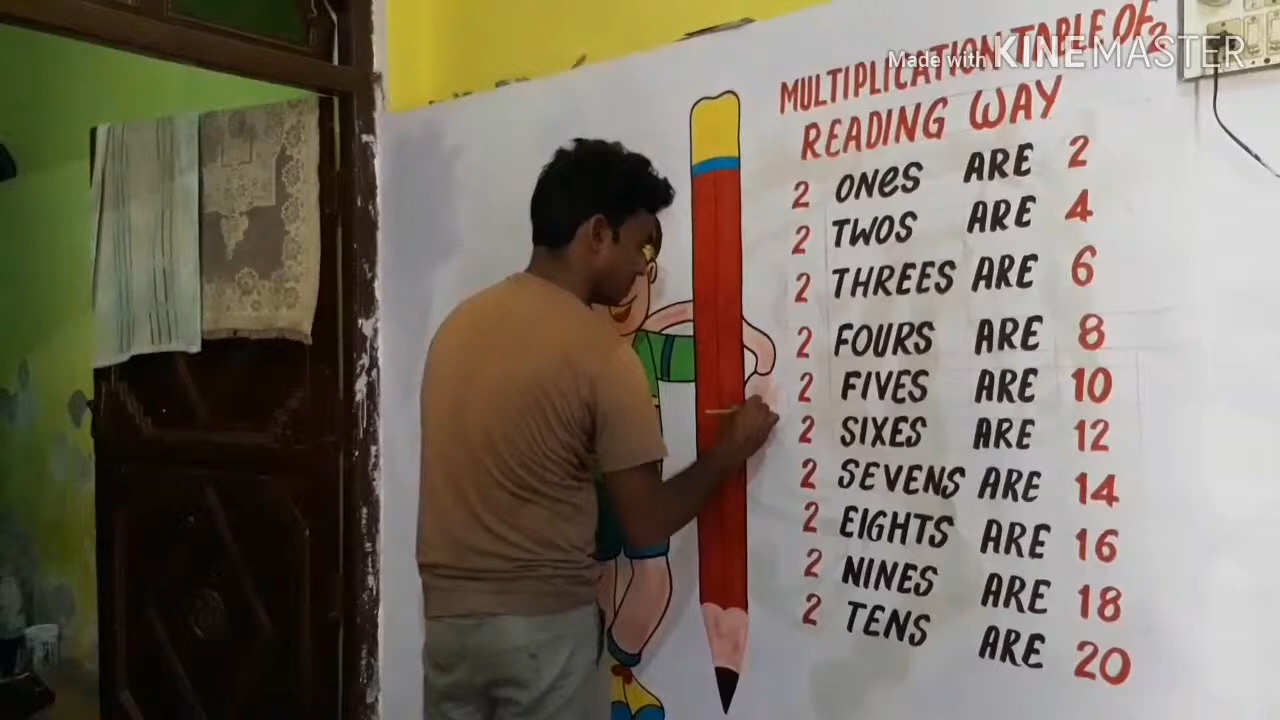 Made with KINEMASTER
MULTIPLICATION TABLE OF 2
READING WAY
2 ONeS ARE 2
2 TWOS ARE 4
2 THREES ARE 6
2 FOURS ARE 8
2 FIVES ARE 10
2 SIXES ARE 12
2 SEVENS ARE 14
2 EIGHTS ARE 16
2 NINES ARE 18
2 TENS ARE 20